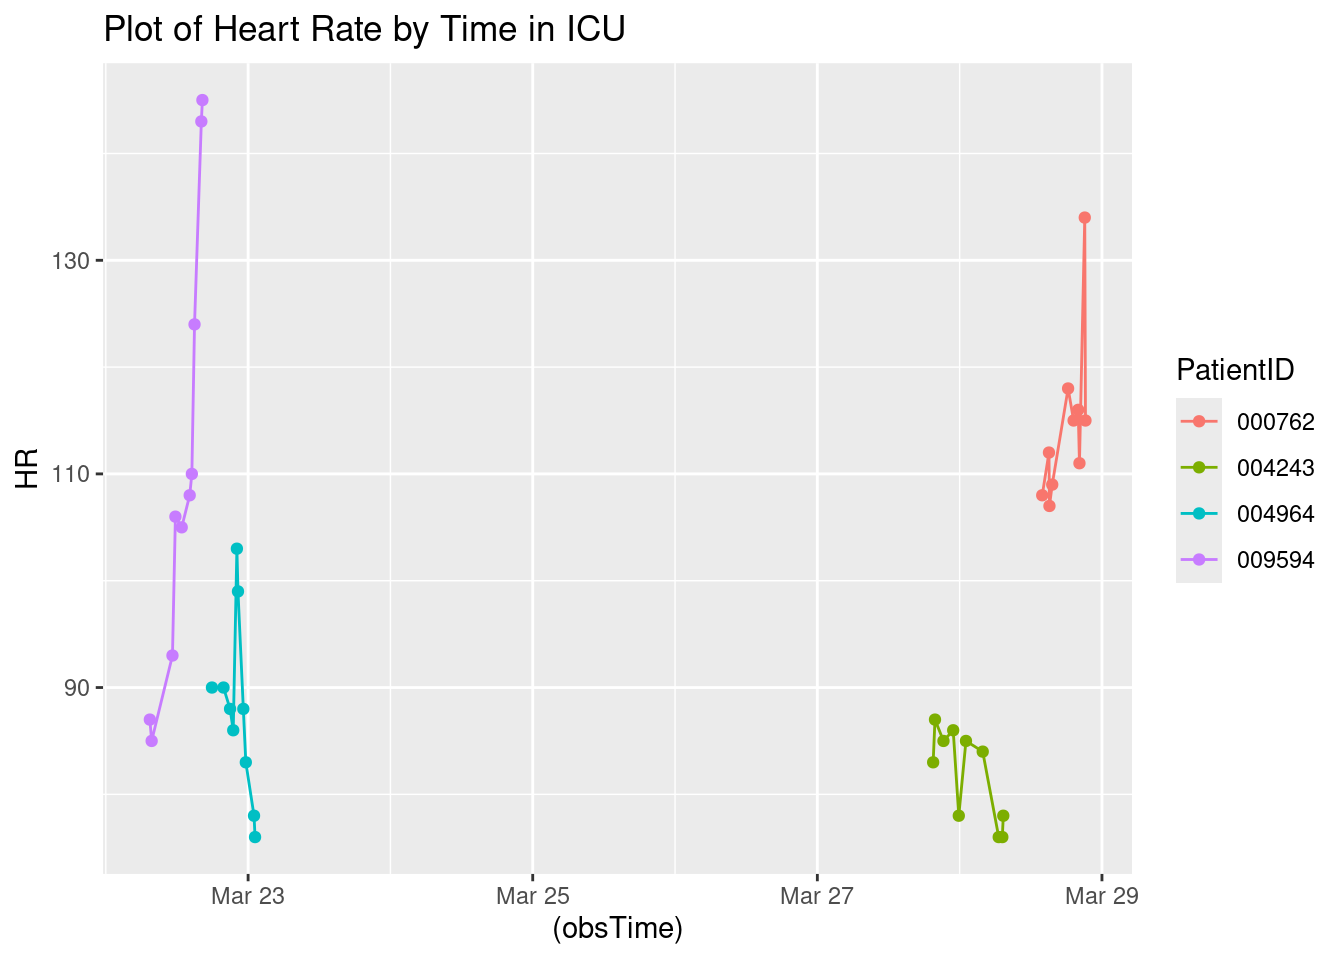 Plot of Heart Rate by Time in ICU
HR
130
110
90
Mar 23
Mar 25
Mar 27
Mar 29
(obsTime)
PatientID
000762
004243
004964
009594